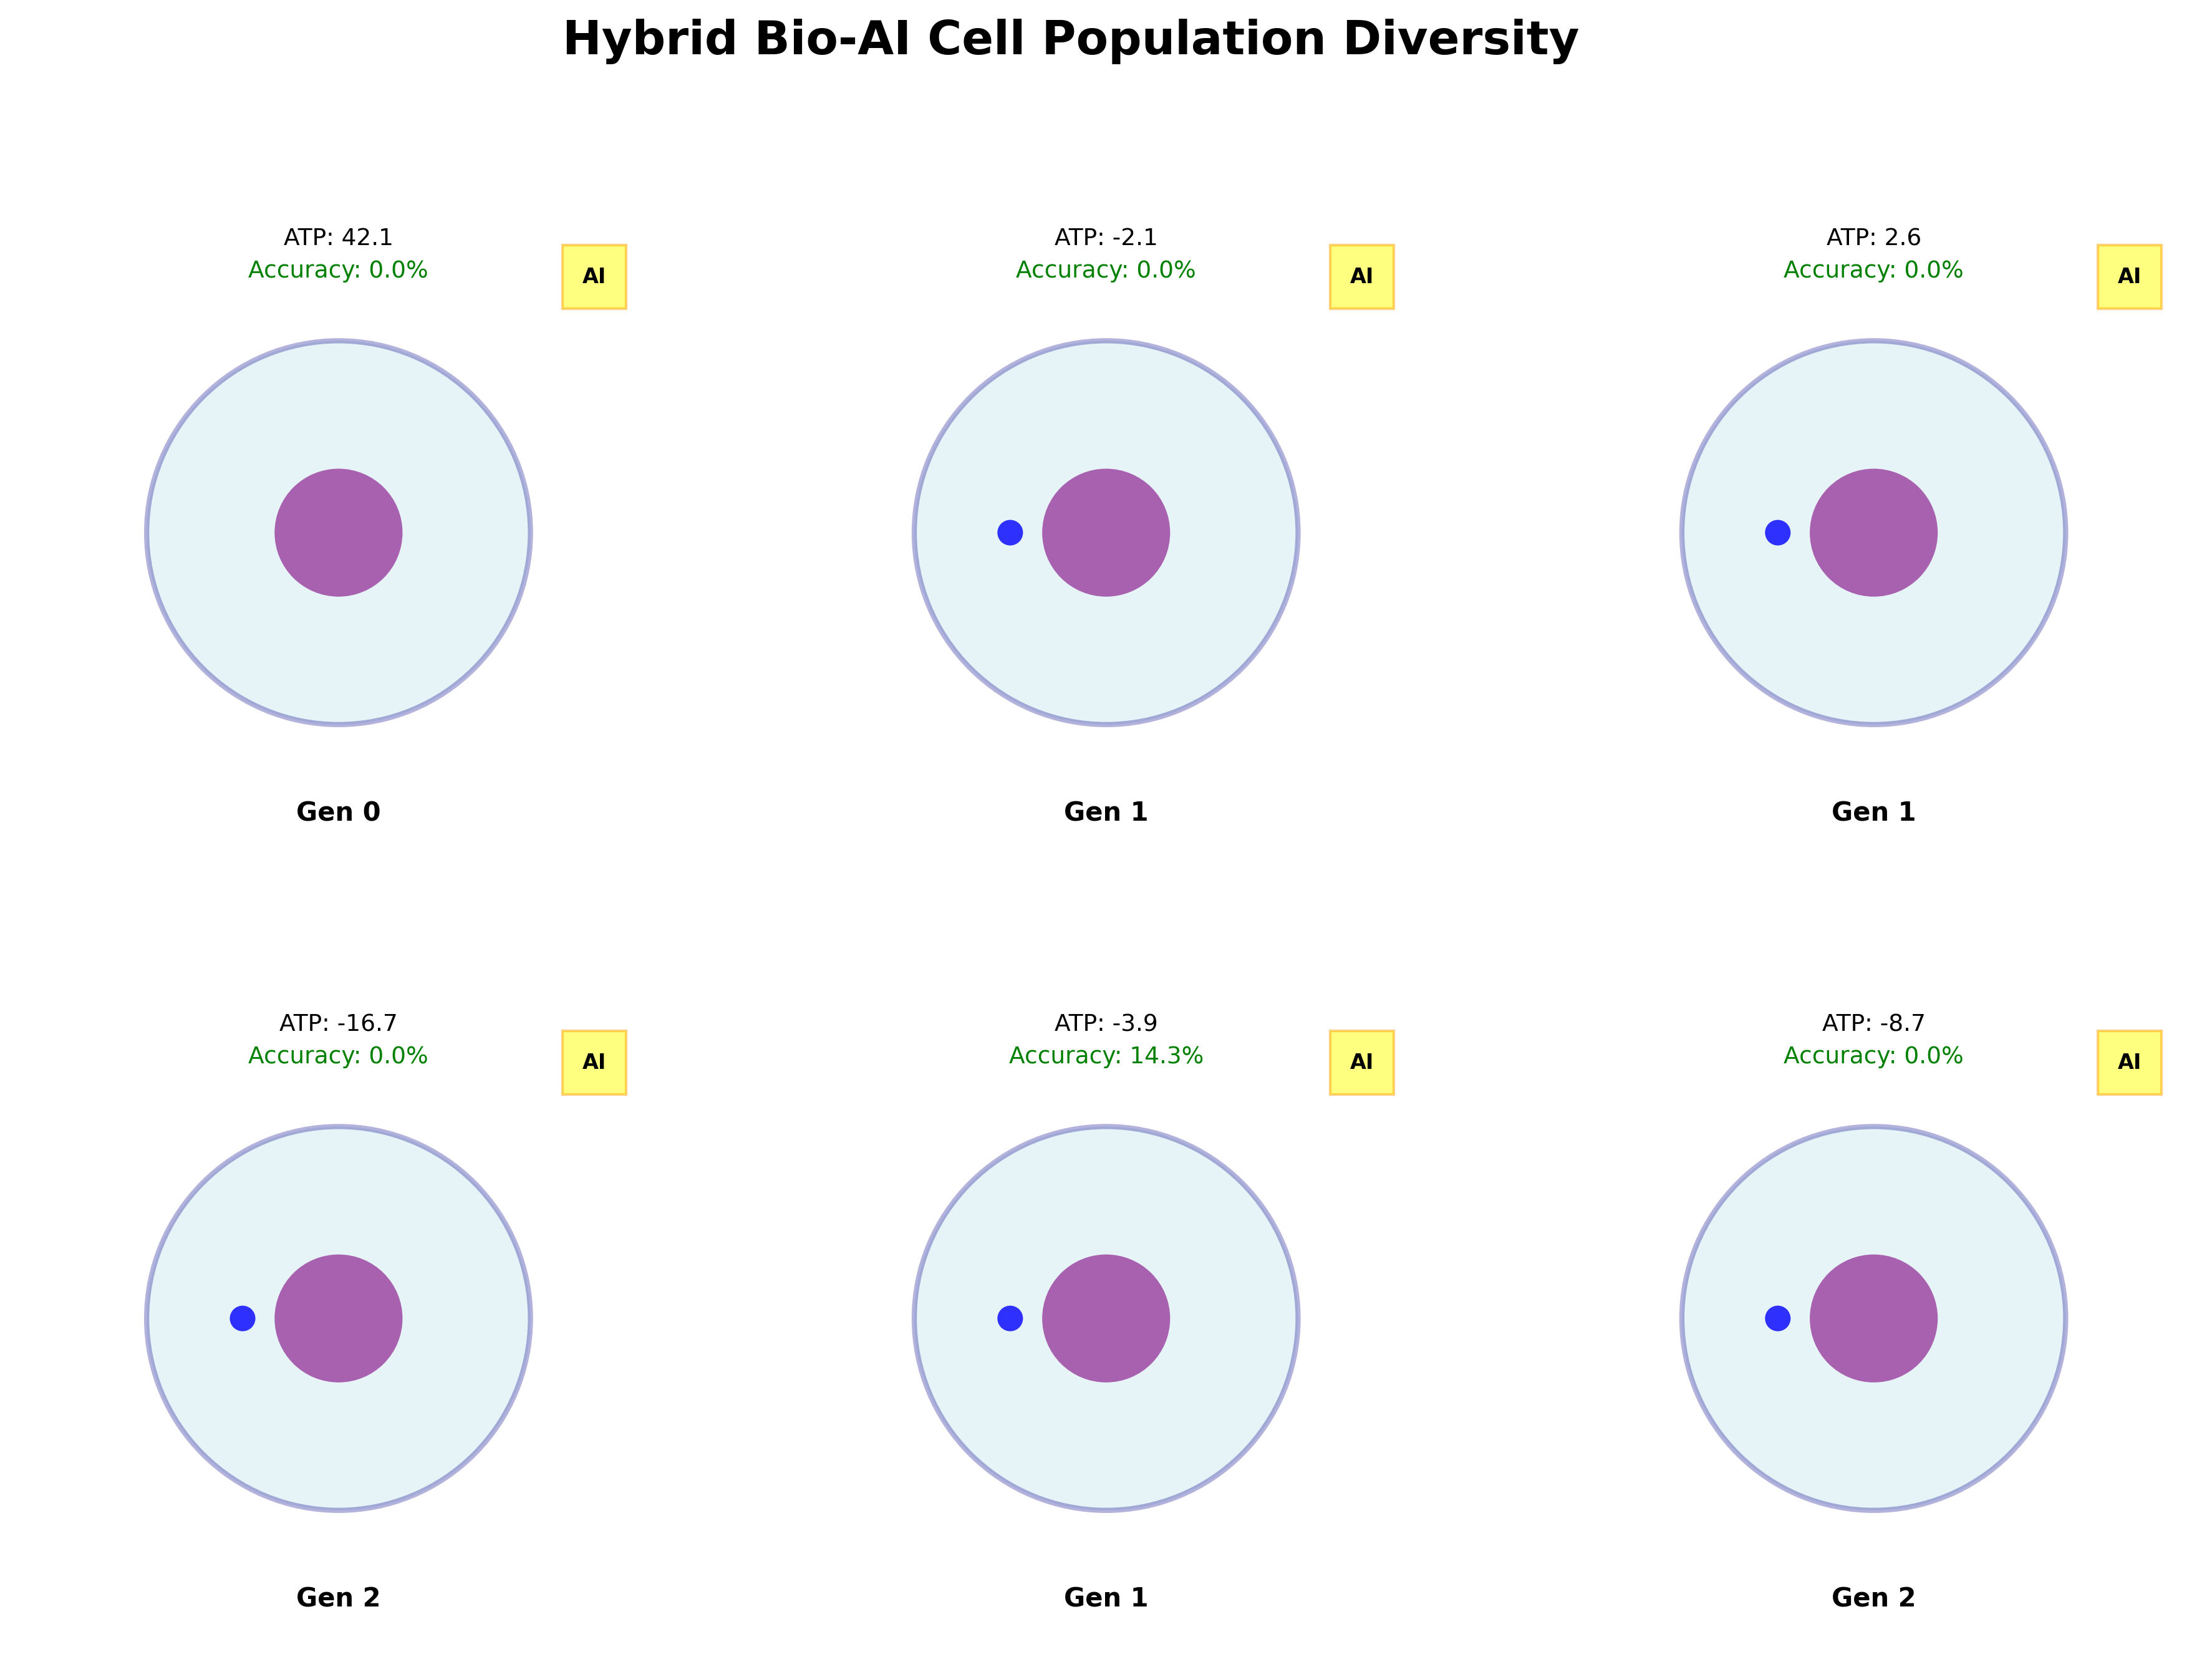 Hybrid Bio-AI Cell Population Diversity
ATP: 42.1
Accuracy: 0.0%
AI
Gen 0
ATP: -2.1
Accuracy: 0.0%
AI
Gen 1
ATP: 2.6
Accuracy: 0.0%
AI
Gen 1
ATP: -16.7
Accuracy: 0.0%
AI
Gen 2
ATP: -3.9
Accuracy: 14.3%
AI
Gen 1
ATP: -8.7
Accuracy: 0.0%
AI
Gen 2